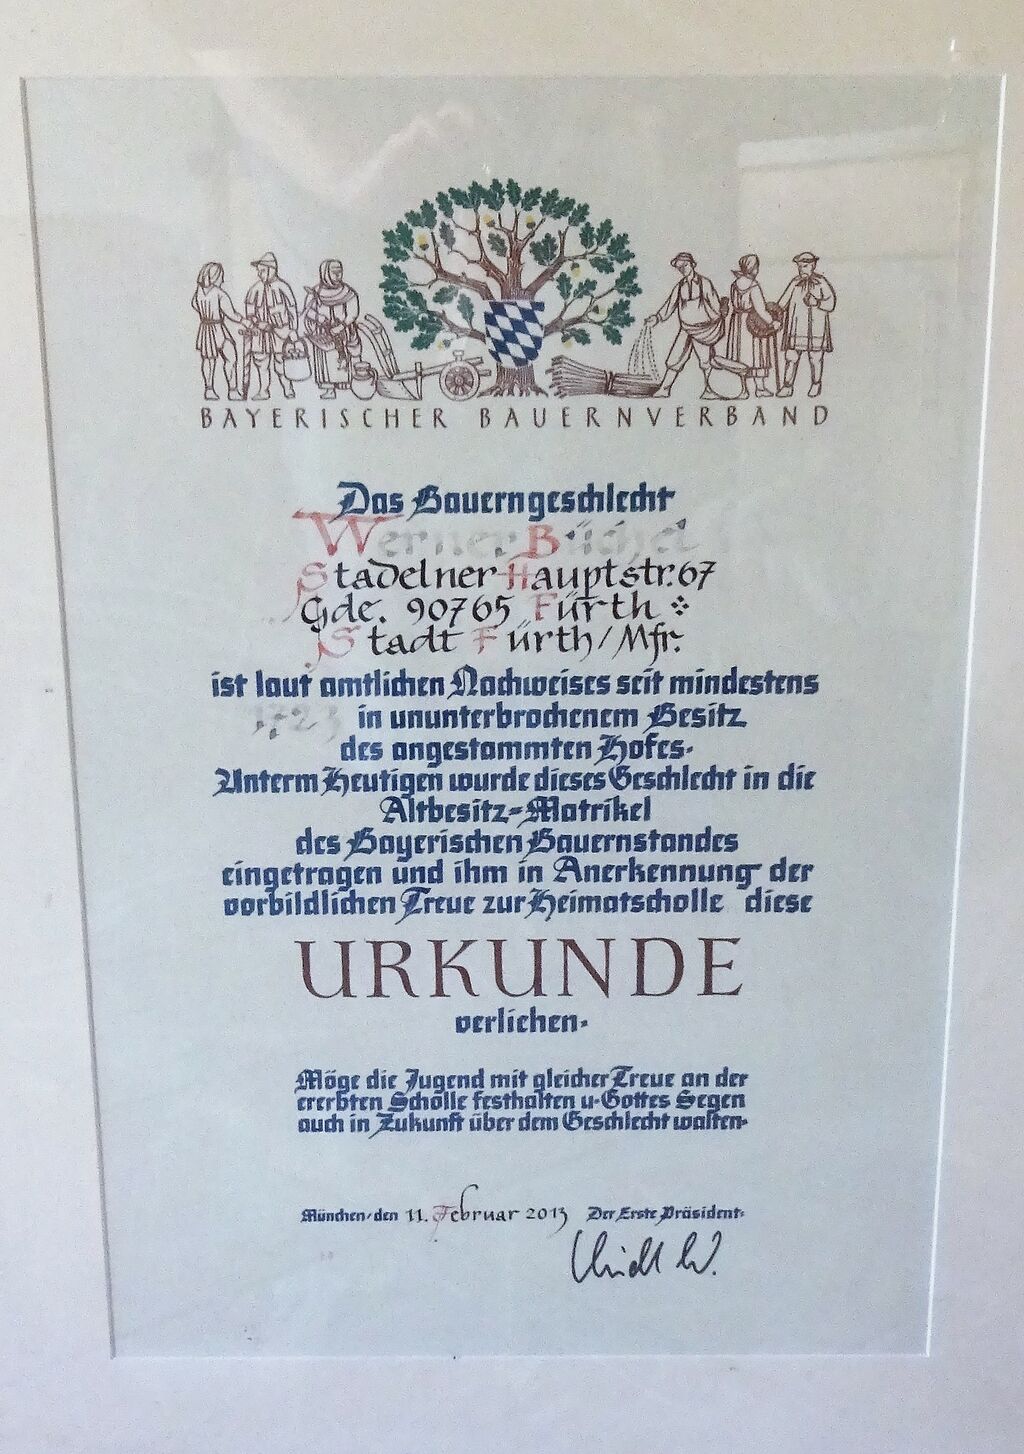 BAYERISCHER BAUERNVERBAND
Das Bauerngeschlecht
Werner Büchel
Stadelner Hauptstr. 67
Gde. 90765 Fürth
Stadt Fürth/Mfr.
ist laut amtlichen Nachweises seit mindestens
1723 in ununterbrochenem Besitz
des angestammten Hofes.
Unterm Heutigen wurde dieses Geschlecht in die
Altbesitz-Matrikel
des Bayerischen Bauernstandes
eingetragen und ihm in Anerkennung der
vorbildlichen Treue zur Heimatscholle diese
URKUNDE
verliehen.
Möge die Jugend mit gleicher Treue an der
ererbten Scholle festhalten u. Gottes Segen
auch in Zukunft über dem Geschlecht walten.
München, den 11. Februar 2013 Der Erste Präsident: